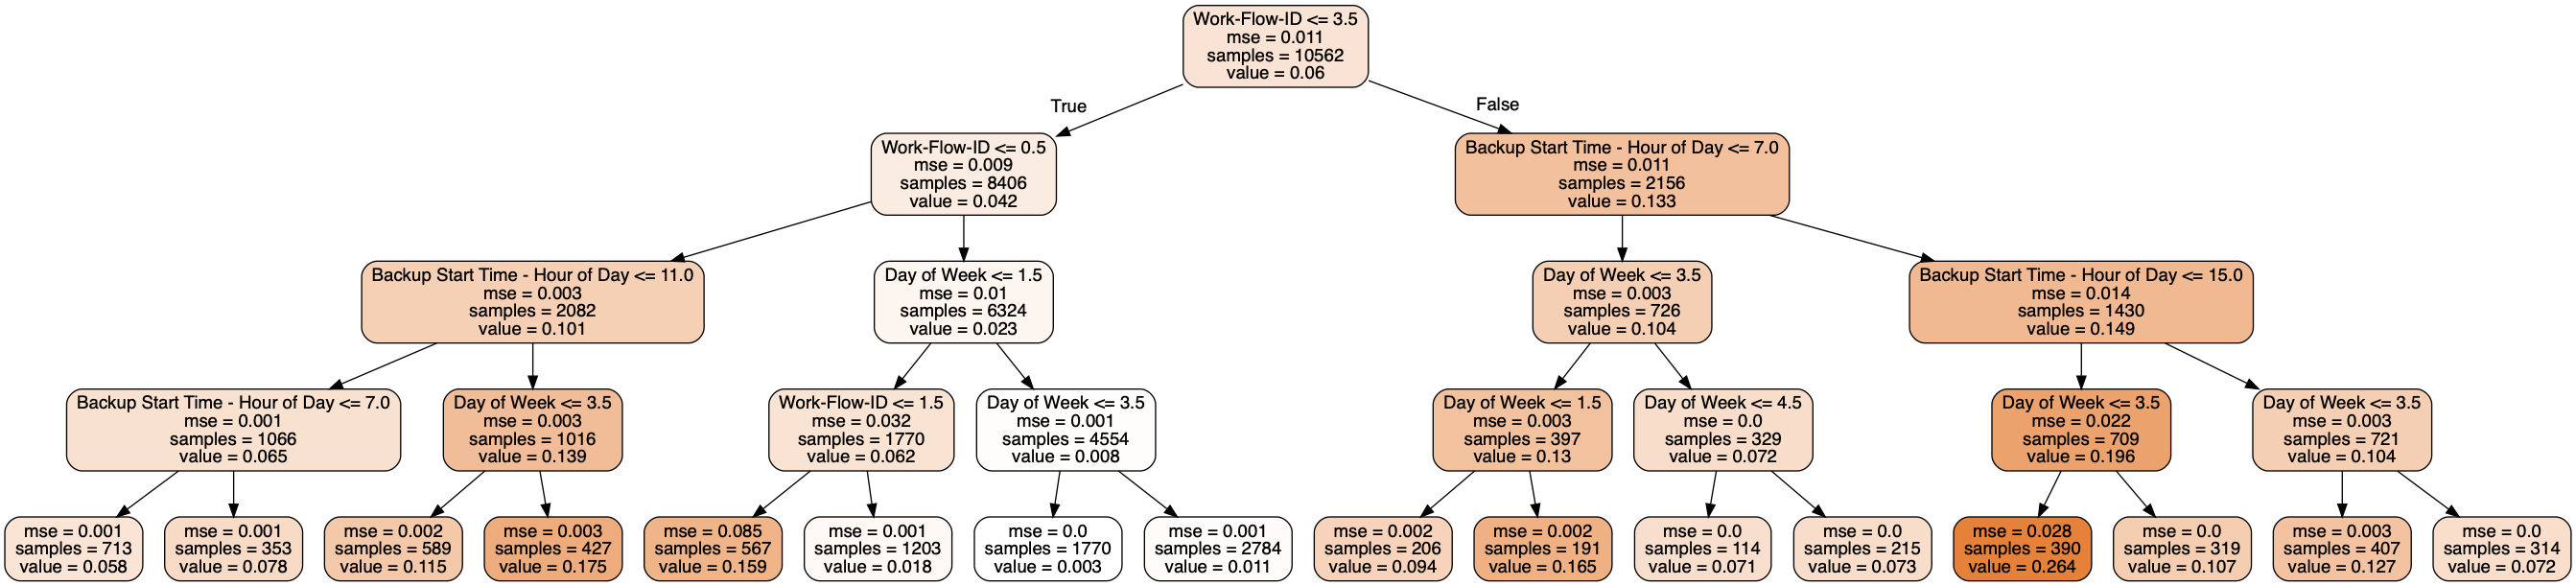 Work-Flow-ID <= 3.5
mse = 0.011
samples = 10562
value = 0.06
True
False
Work-Flow-ID <= 0.5
mse = 0.009
samples = 8406
value = 0.042
Backup Start Time - Hour of Day <= 7.0
mse = 0.011
samples = 2156
value = 0.133
Backup Start Time - Hour of Day <= 11.0
mse = 0.003
samples = 2082
value = 0.101
Day of Week <= 1.5
mse = 0.01
samples = 6324
value = 0.023
Day of Week <= 3.5
mse = 0.003
samples = 726
value = 0.104
Backup Start Time - Hour of Day <= 15.0
mse = 0.014
samples = 1430
value = 0.149
Backup Start Time - Hour of Day <= 7.0
mse = 0.001
samples = 1066
value = 0.065
Day of Week <= 3.5
mse = 0.003
samples = 1016
value = 0.139
Work-Flow-ID <= 1.5
mse = 0.032
samples = 1770
value = 0.062
Day of Week <= 3.5
mse = 0.001
samples = 4554
value = 0.008
Day of Week <= 1.5
mse = 0.003
samples = 397
value = 0.13
Day of Week <= 4.5
mse = 0.0
samples = 329
value = 0.072
Day of Week <= 3.5
mse = 0.022
samples = 709
value = 0.196
Day of Week <= 3.5
mse = 0.003
samples = 721
value = 0.104
mse = 0.001
samples = 713
value = 0.058
mse = 0.001
samples = 353
value = 0.078
mse = 0.002
samples = 589
value = 0.115
mse = 0.003
samples = 427
value = 0.175
mse = 0.085
samples = 567
value = 0.159
mse = 0.001
samples = 1203
value = 0.018
mse = 0.0
samples = 1770
value = 0.003
mse = 0.001
samples = 2784
value = 0.011
mse = 0.002
samples = 206
value = 0.094
mse = 0.002
samples = 191
value = 0.165
mse = 0.0
samples = 114
value = 0.071
mse = 0.0
samples = 215
value = 0.073
mse = 0.028
samples = 390
value = 0.264
mse = 0.0
samples = 319
value = 0.107
mse = 0.003
samples = 407
value = 0.127
mse = 0.0
samples = 314
value = 0.072